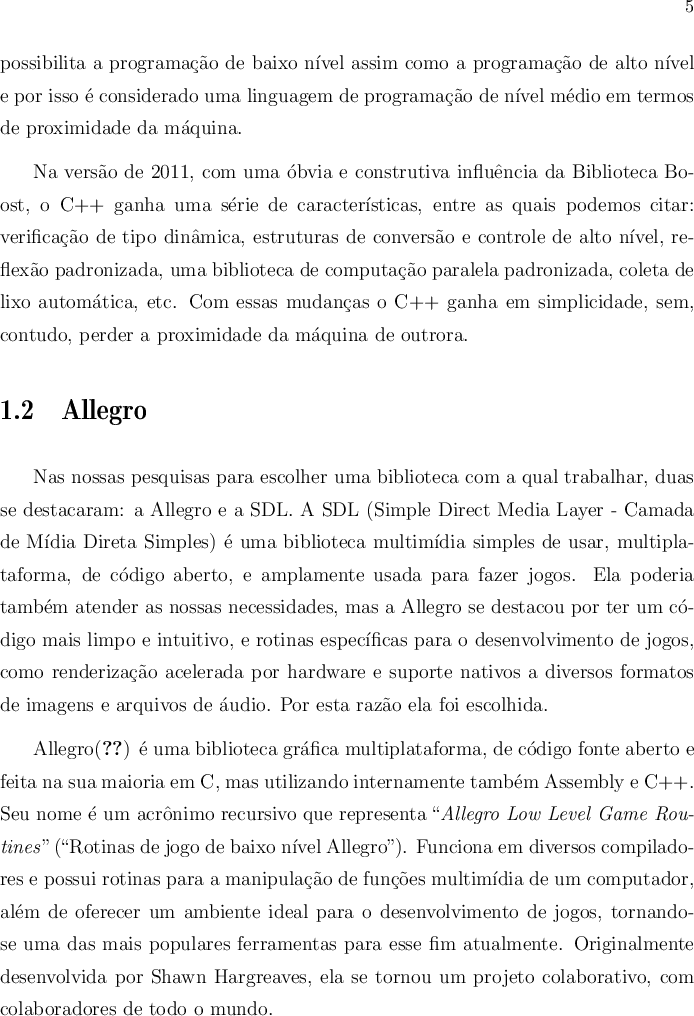 5
possibilita a programação de baixo nível assim como a programação de alto nível
e por isso é considerado uma linguagem de programação de nível médio em termos
de proximidade da máquina.
Na versão de 2011, com uma óbvia e construtiva influência da Biblioteca Bo-
ost, o C++ ganha uma série de características, entre as quais podemos citar:
verificação de tipo dinâmica, estruturas de conversão e controle de alto nível, re-
flexão padronizada, uma biblioteca de computação paralela padronizada, coleta de
lixo automática, etc. Com essas mudanças o C++ ganha em simplicidade, sem,
contudo, perder a proximidade da máquina de outrora.
1.2 Allegro
Nas nossas pesquisas para escolher uma biblioteca com a qual trabalhar, duas
se destacaram: a Allegro e a SDL. A SDL (Simple Direct Media Layer - Camada
de Mídia Direta Simples) é uma biblioteca multimídia simples de usar, multipla-
taforma, de código aberto, e amplamente usada para fazer jogos. Ela poderia
também atender as nossas necessidades, mas a Allegro se destacou por ter um có-
digo mais limpo e intuitivo, e rotinas específicas para o desenvolvimento de jogos,
como renderização acelerada por hardware e suporte nativos a diversos formatos
de imagens e arquivos de áudio. Por esta razão ela foi escolhida.
Allegro(??) é uma biblioteca gráfica multiplataforma, de código fonte aberto e
feita na sua maioria em C, mas utilizando internamente também Assembly e C++.
Seu nome é um acrônimo recursivo que representa “Allegro Low Level Game Rou-
tines” (“Rotinas de jogo de baixo nível Allegro”). Funciona em diversos compilado-
res e possui rotinas para a manipulação de funções multimídia de um computador,
além de oferecer um ambiente ideal para o desenvolvimento de jogos, tornando-
se uma das mais populares ferramentas para esse fim atualmente. Originalmente
desenvolvida por Shawn Hargreaves, ela se tornou um projeto colaborativo, com
colaboradores de todo o mundo.